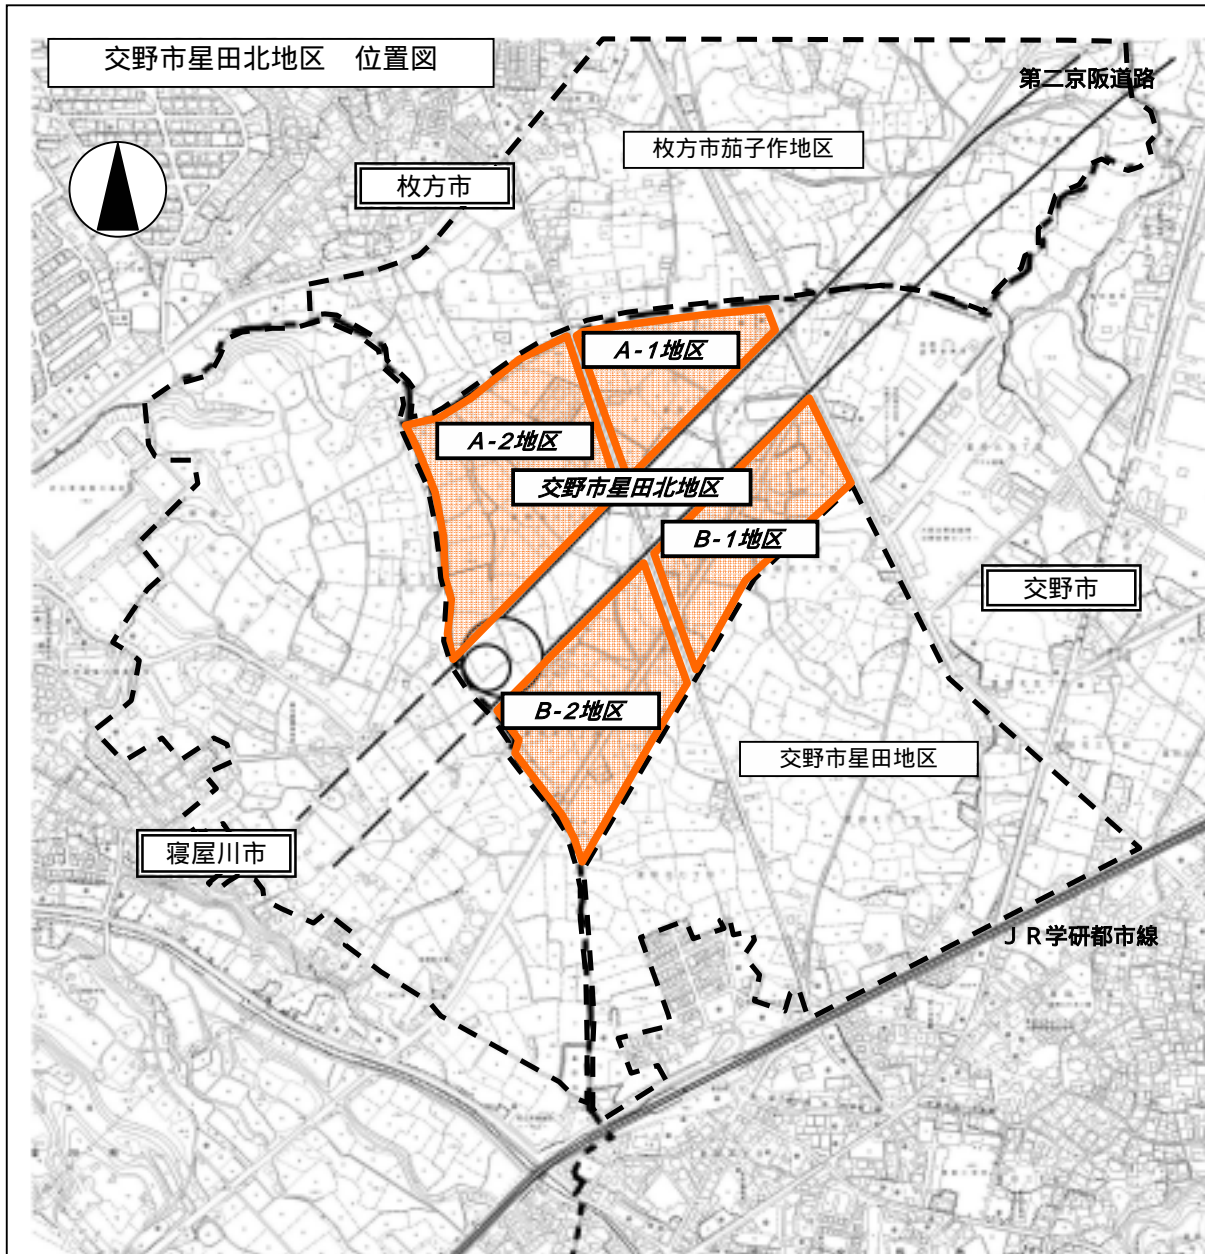 交野市星田北地区　位置図
第二京阪道路
枚方市茄子作地区
枚方市
A-1地区
A-2地区
交野市星田北地区
B-1地区
交野市
B-2地区
交野市星田地区
寝屋川市
ＪＲ学研都市線